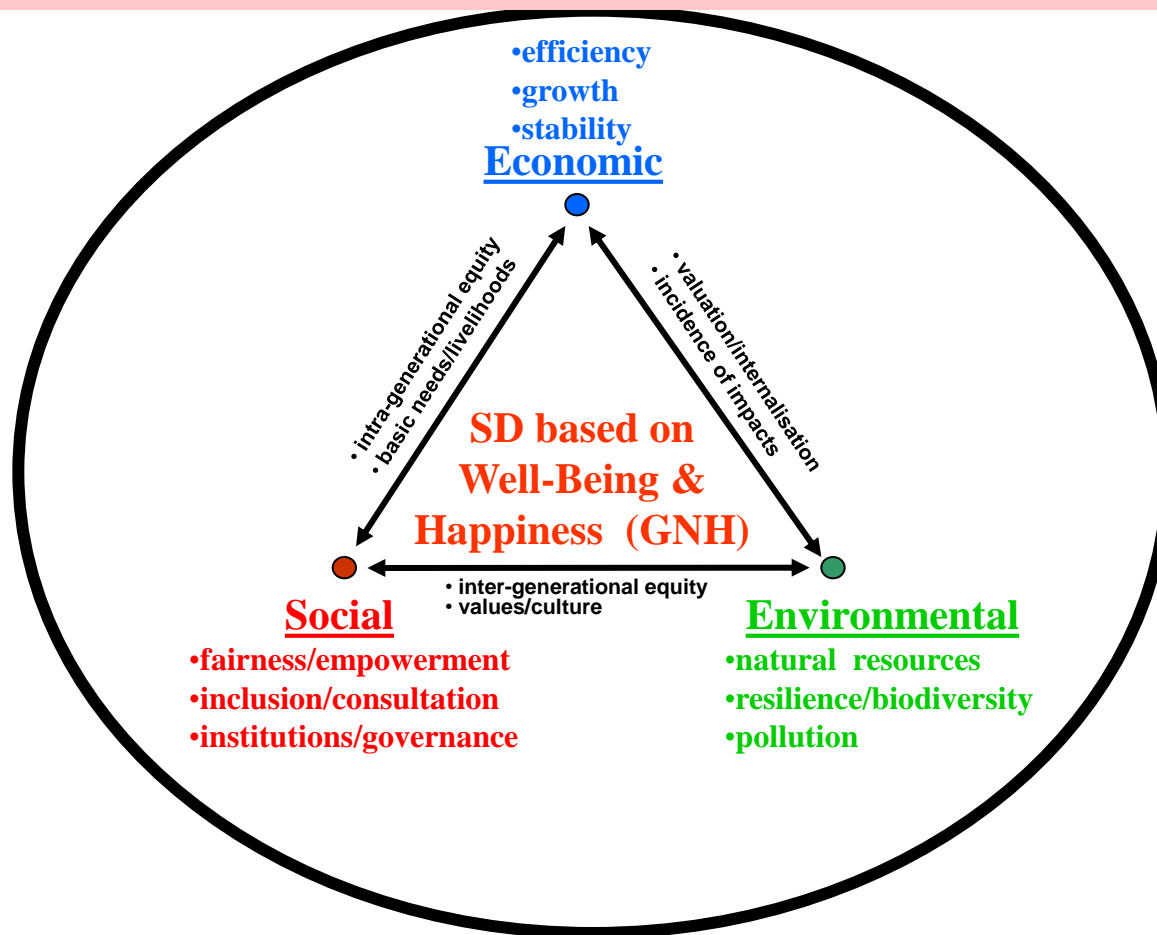 •efficiency
•growth
•stability
Economic
• intra-generational equity
• basic needs/livelihoods
• valuation/internalisation
• incidence of impacts
SD based on
Well-Being &
Happiness (GNH)
• inter-generational equity
• values/culture
Social
•fairness/empowerment
•inclusion/consultation
•institutions/governance
Environmental
•natural resources
•resilience/biodiversity
•pollution